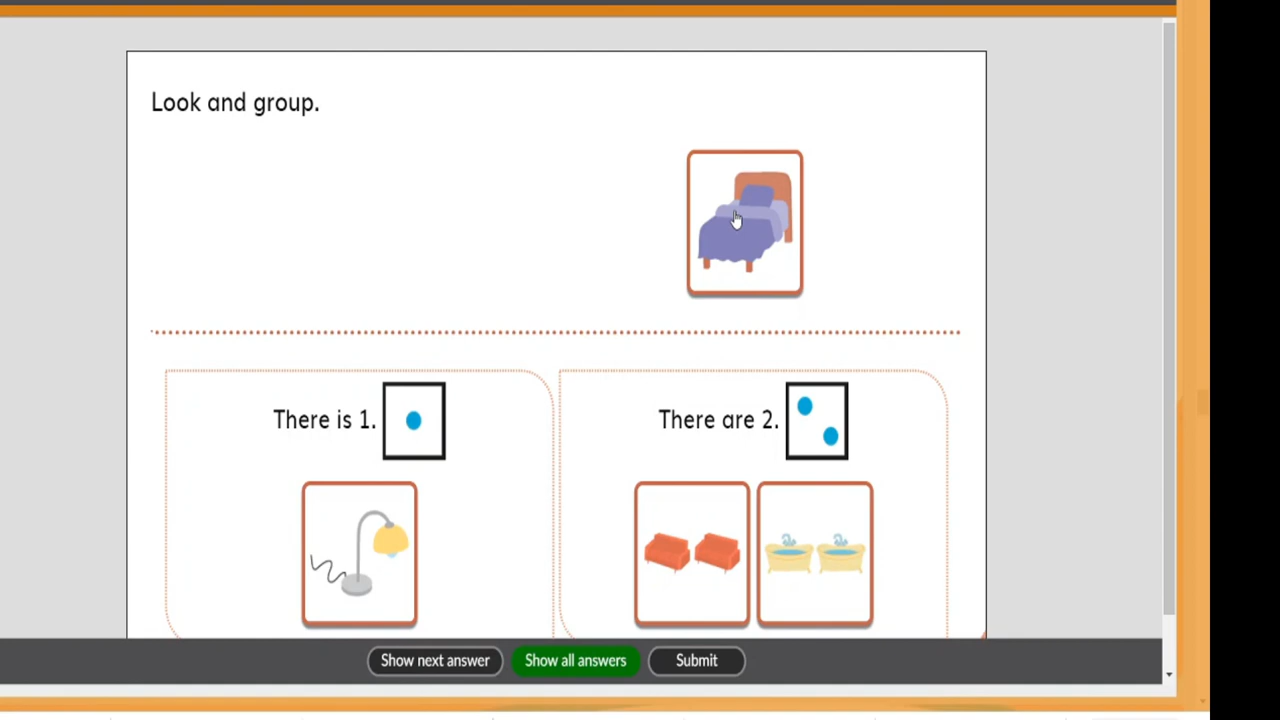 Look and group.
There is 1.
There are 2.
Show next answer
Show all answers
Submit